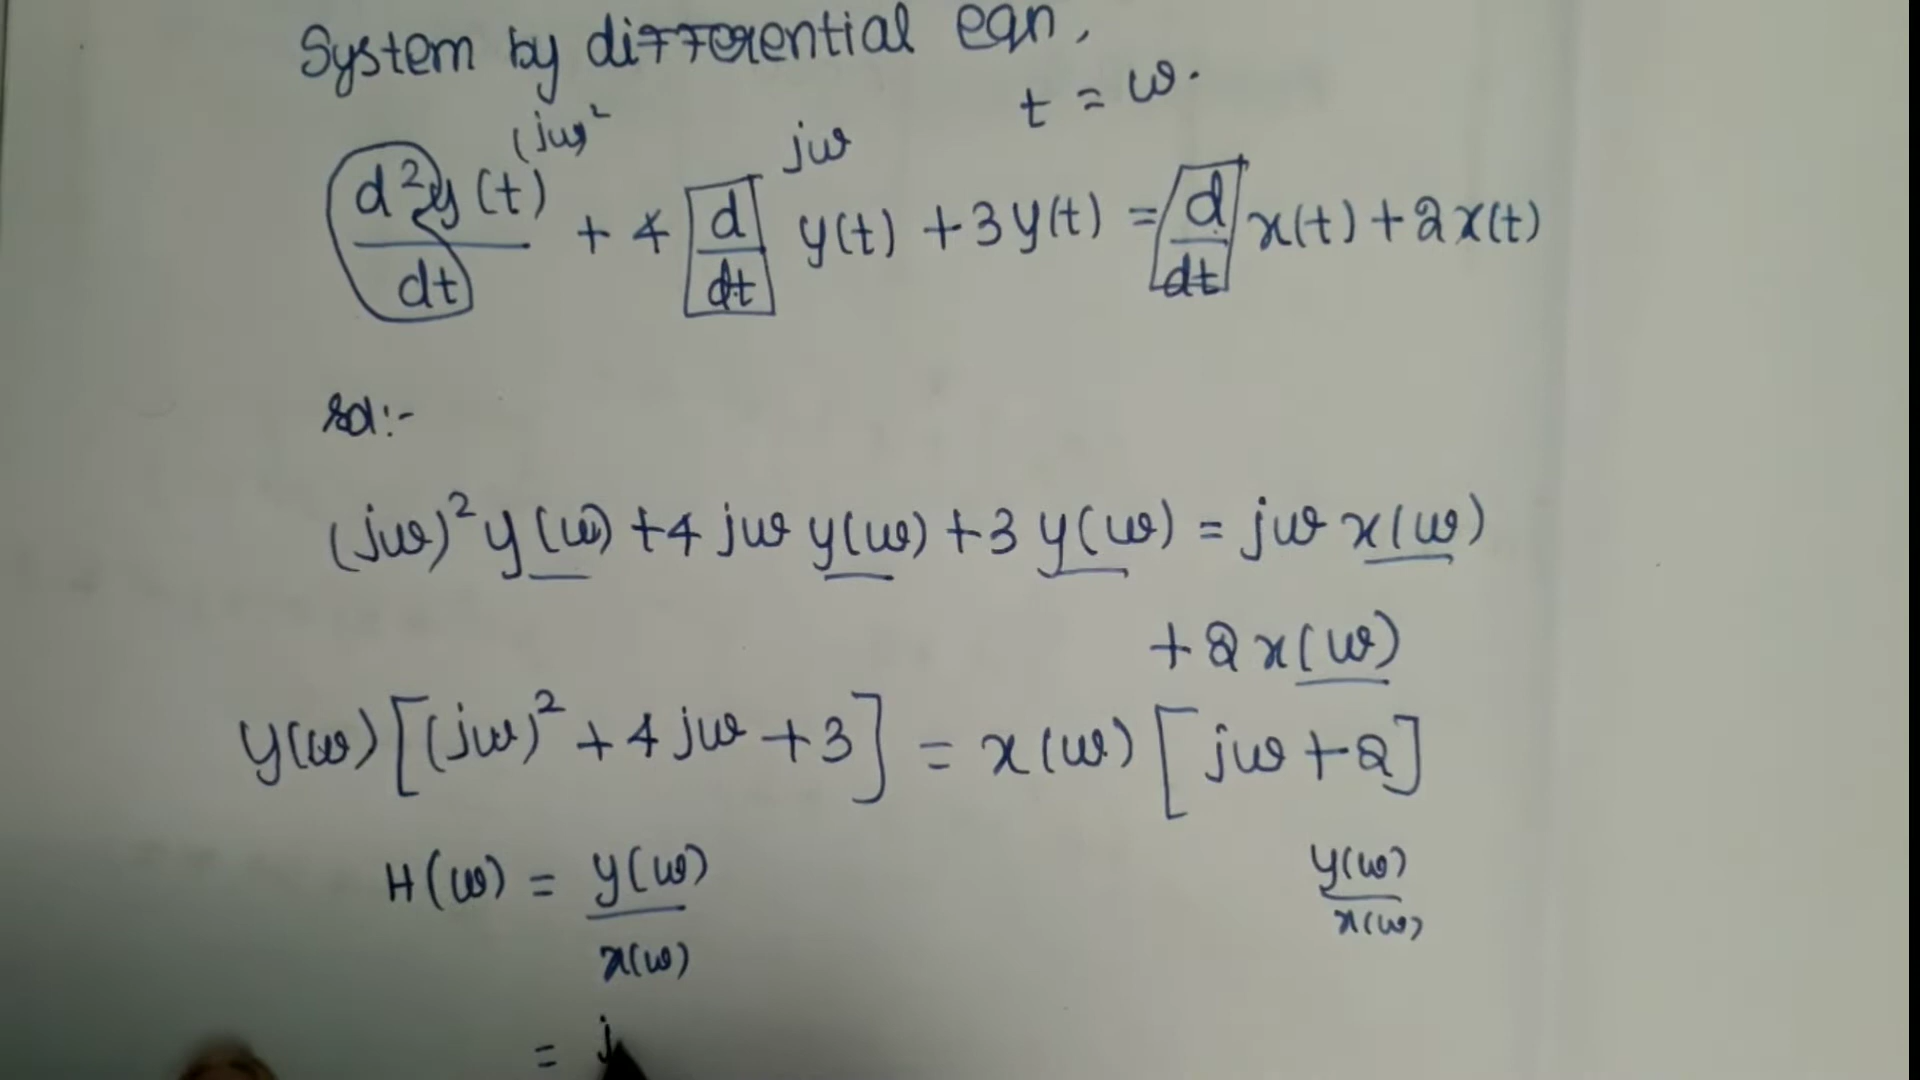 System by differential eqn,
t = ω.
(jω)² jω
d²y(t)/dt + 4 d/dt y(t) + 3y(t) = d/dt x(t) + 2x(t)
sol:-
(jω)² y(ω) + 4 jω y(ω) + 3 y(ω) = jω x(ω)
+ 2 x(ω)
y(ω) [(jω)² + 4 jω + 3] = x(ω) [jω + 2]
H(ω) = y(ω)/x(ω) y(ω)/x(ω)
= j